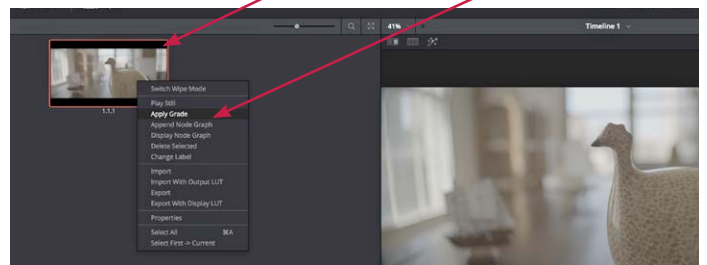 41%
Timeline 1
1.1.1
Switch Wipe Mode
Play Still
Apply Grade
Append Node Graph
Display Node Graph
Delete Selected
Change Label
Import
Import With Output LUT
Export
Export With Display LUT
Properties
Select All ⌘A
Select First -> Current